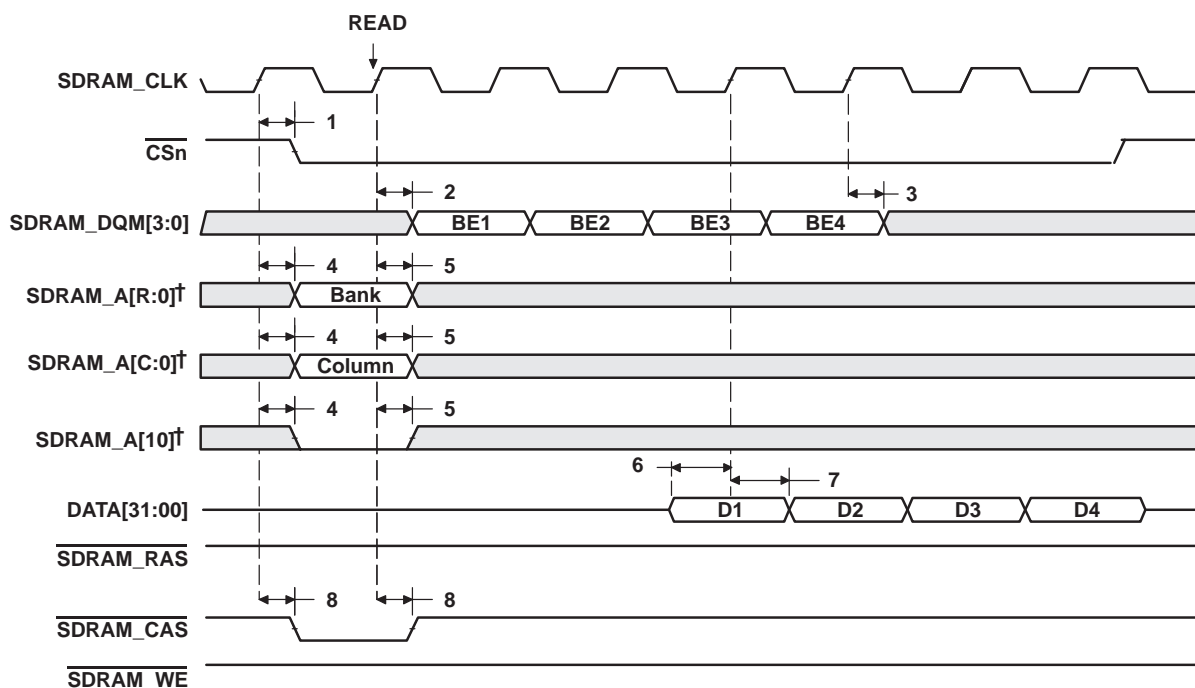 READ
SDRAM_CLK
1
CSn
2
3
SDRAM_DQM[3:0] BE1 BE2 BE3 BE4
4 5
SDRAM_A[R:0]† Bank
4 5
SDRAM_A[C:0]† Column
4 5
SDRAM_A[10]†
6 7
DATA[31:00] D1 D2 D3 D4
SDRAM_RAS
8 8
SDRAM_CAS
SDRAM_WE